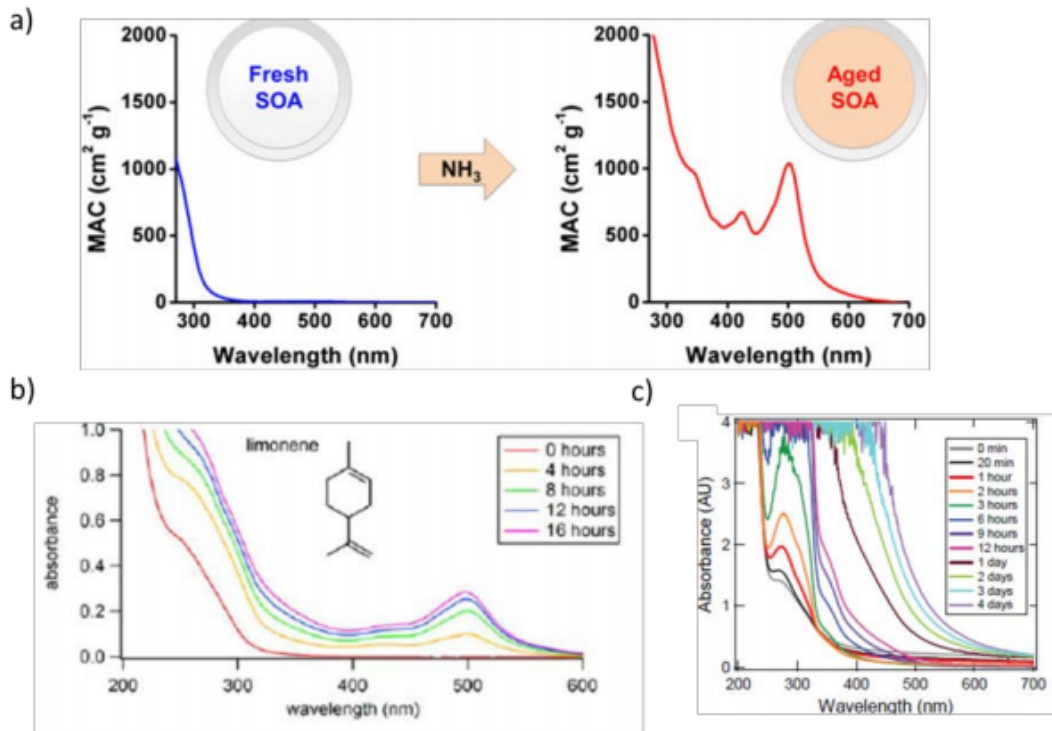 a)
2000
1500
1000
500
0
MAC (cm² g⁻¹)
Fresh
SOA
300 400 500 600 700
Wavelength (nm)
NH₃
2000
1500
1000
500
0
MAC (cm² g⁻¹)
Aged
SOA
300 400 500 600 700
Wavelength (nm)
b)
1.0
0.8
0.6
0.4
0.2
0.0
absorbance
limonene
0 hours
4 hours
8 hours
12 hours
16 hours
200 300 400 500 600
wavelength (nm)
c)
4
3
2
1
0
Absorbance (AU)
0 min
20 min
1 hour
2 hours
3 hours
6 hours
9 hours
12 hours
1 day
2 days
3 days
4 days
200 300 400 500 600 700
Wavelength (nm)